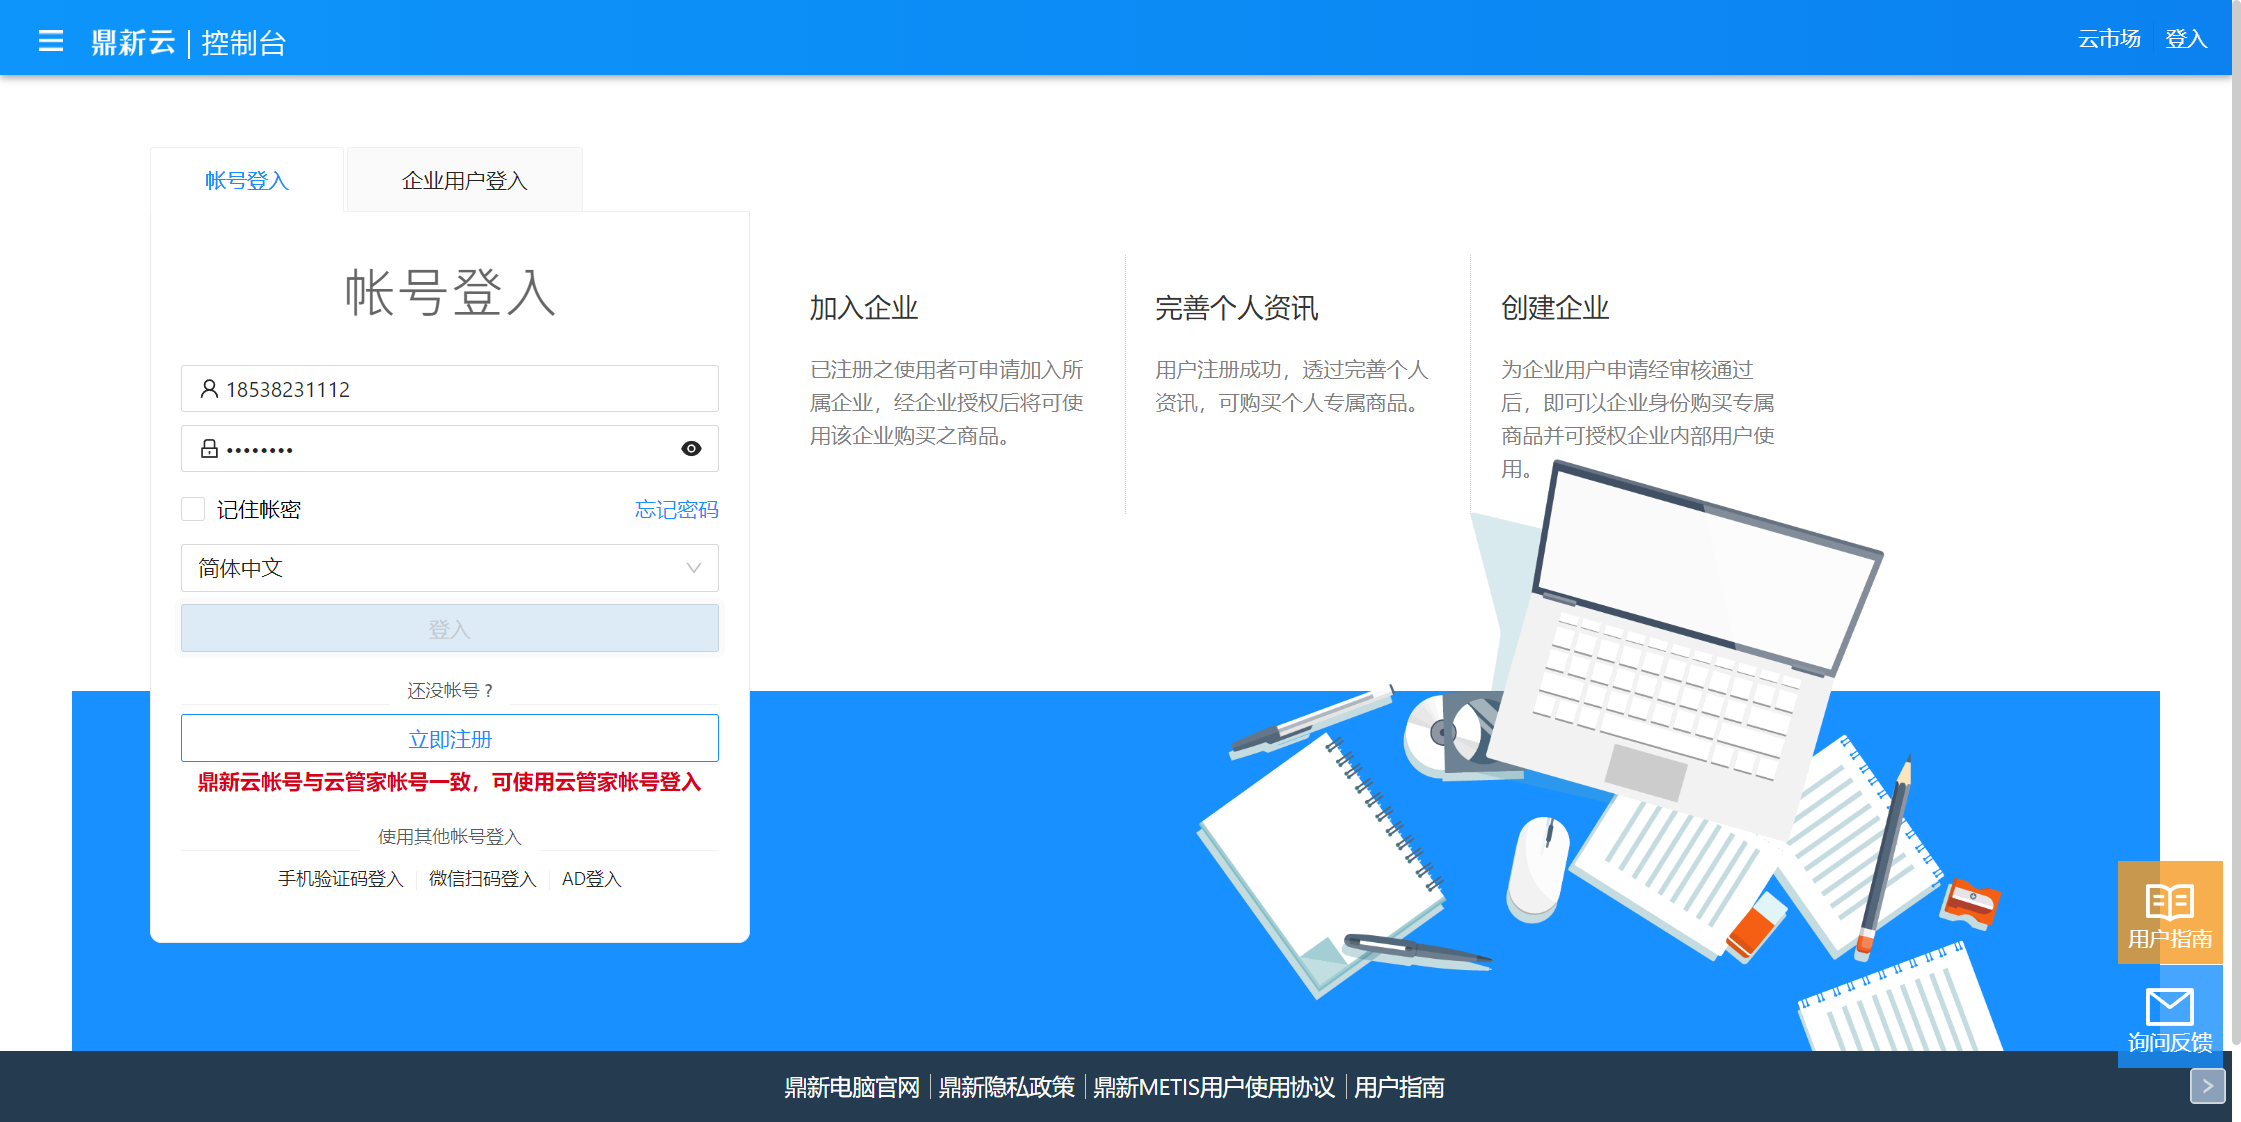 鼎新云 | 控制台
云市场 登入
帐号登入 企业用户登入
帐号登入
18538231112
••••••••
记住帐密 忘记密码
简体中文
登入
还没帐号？
立即注册
鼎新云帐号与云管家帐号一致，可使用云管家帐号登入
使用其他帐号登入
手机验证码登入 微信扫码登入 AD登入
加入企业
已注册之使用者可申请加入所
属企业，经企业授权后将可使
用该企业购买之商品。
完善个人资讯
用户注册成功，透过完善个人
资讯，可购买个人专属商品。
创建企业
为企业用户申请经审核通过
后，即可以企业身份购买专属
商品并可授权企业内部用户使
用。
用户指南
询问反馈
鼎新电脑官网 | 鼎新隐私政策 | 鼎新METIS用户使用协议 | 用户指南